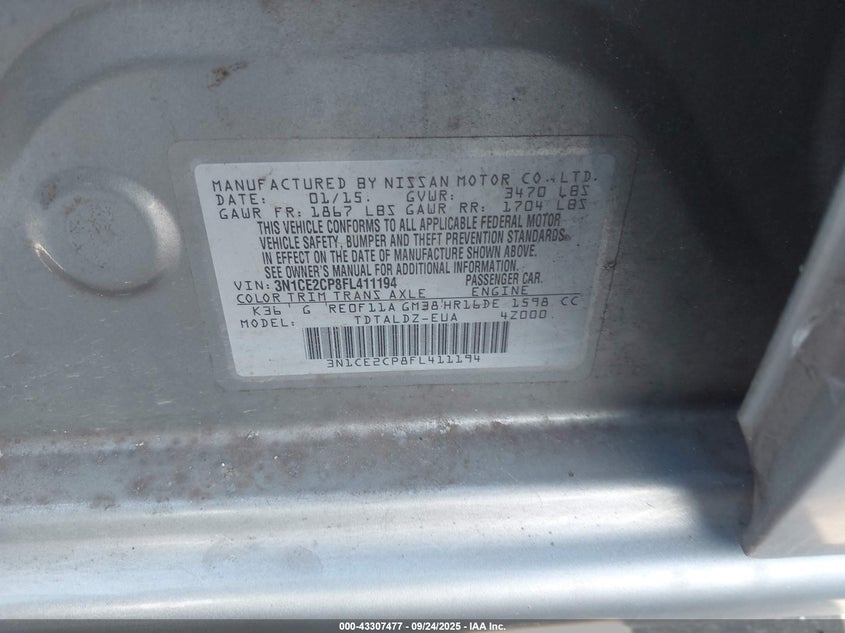 MANUFACTURED BY NISSAN MOTOR CO.,LTD.
DATE: 01/15. GVWR: 3470 LBS
GAWR FR: 1867 LBS GAWR RR: 1704 LBS
THIS VEHICLE CONFORMS TO ALL APPLICABLE FEDERAL MOTOR
VEHICLE SAFETY, BUMPER AND THEFT PREVENTION STANDARDS
IN EFFECT ON THE DATE OF MANUFACTURE SHOWN ABOVE.
SEE OWNER'S MANUAL FOR ADDITIONAL INFORMATION.
VIN: 3N1CE2CP8FL411194 PASSENGER CAR.
COLOR TRIM TRANS AXLE ENGINE
K36 G RE0F11A GM38 HR16DE 1598 CC
MODEL: TDTALDZ-EUA 4Z000.
3N1CE2CP8FL411194
000-43307477 - 09/24/2025 - IAA Inc.